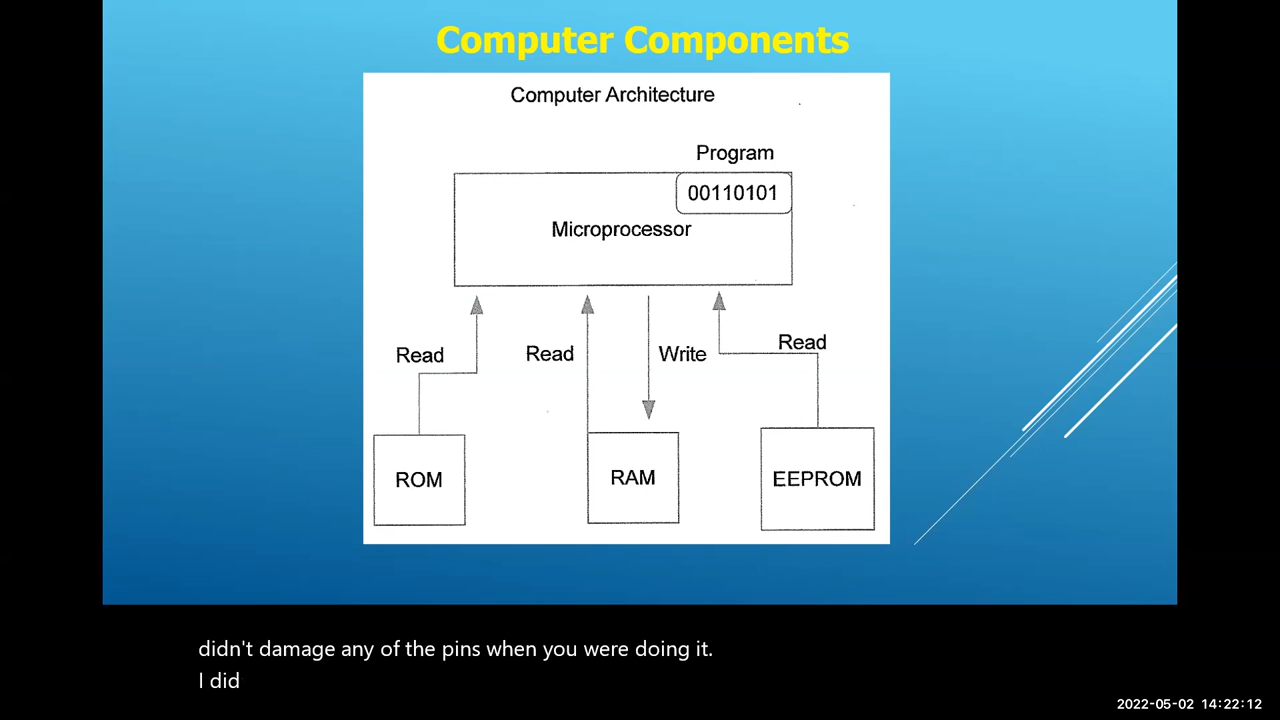 Computer Components
Computer Architecture
Program
00110101
Microprocessor
Read
Read
Write
Read
ROM
RAM
EEPROM
didn't damage any of the pins when you were doing it.
I did
2022-05-02 14:22:12